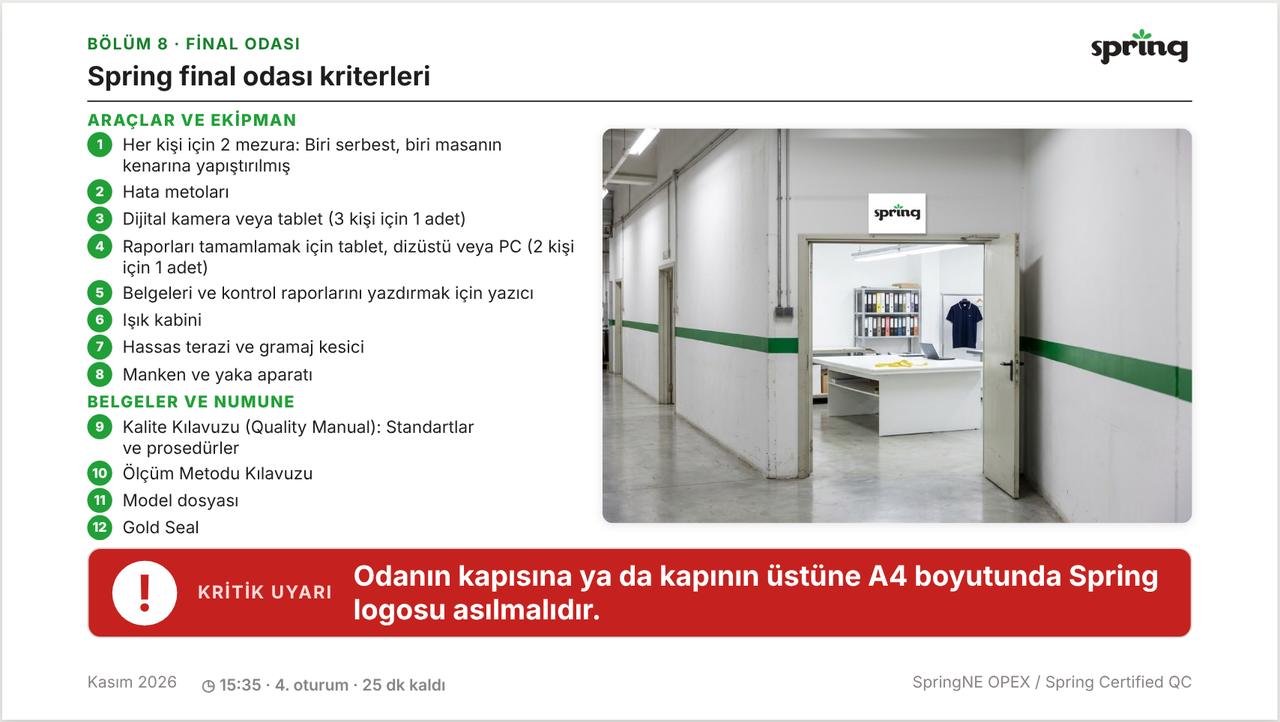 BÖLÜM 8 · FİNAL ODASI
spring
Spring final odası kriterleri
ARAÇLAR VE EKİPMAN
1 Her kişi için 2 mezura: Biri serbest, biri masanın
kenarına yapıştırılmış
2 Hata metoları
3 Dijital kamera veya tablet (3 kişi için 1 adet)
4 Raporları tamamlamak için tablet, dizüstü veya PC (2 kişi
için 1 adet)
5 Belgeleri ve kontrol raporlarını yazdırmak için yazıcı
6 Işık kabini
7 Hassas terazi ve gramaj kesici
8 Manken ve yaka aparatı
BELGELER VE NUMUNE
9 Kalite Kılavuzu (Quality Manual): Standartlar
ve prosedürler
10 Ölçüm Metodu Kılavuzu
11 Model dosyası
12 Gold Seal
spring
! KRİTİK UYARI
Odanın kapısına ya da kapının üstüne A4 boyutunda Spring
logosu asılmalıdır.
Kasım 2026
15:35 · 4. oturum · 25 dk kaldı
SpringNE OPEX / Spring Certified QC